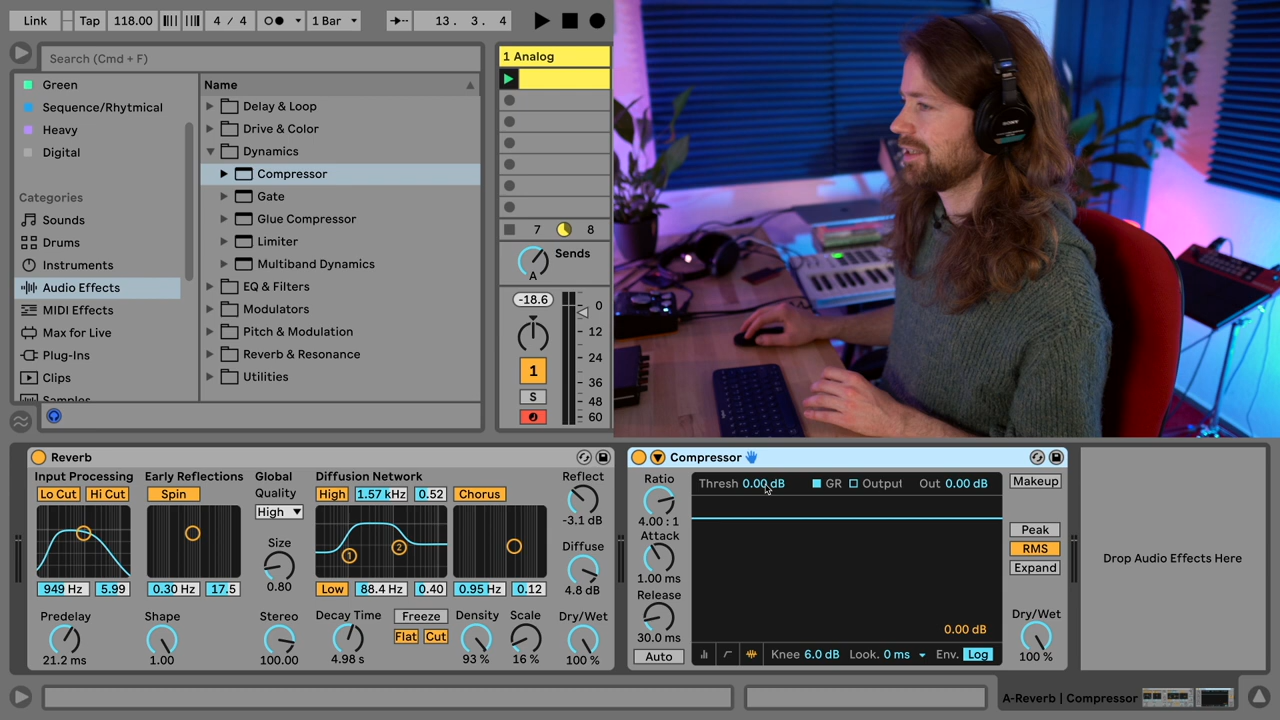 Link Tap 118.00 4 / 4 1 Bar 13 . 3 . 4
Search (Cmd + F)
Green
Sequence/Rhytmical
Heavy
Digital
Categories
Sounds
Drums
Instruments
Audio Effects
MIDI Effects
Max for Live
Plug-Ins
Clips
Samples
Name
Delay & Loop
Drive & Color
Dynamics
Compressor
Gate
Glue Compressor
Limiter
Multiband Dynamics
EQ & Filters
Modulators
Pitch & Modulation
Reverb & Resonance
Utilities
1 Analog
7 8
Sends
A
-18.6
0
12
24
36
48
60
1
S
SONY
Reverb
Input Processing
Lo Cut Hi Cut
949 Hz 5.99
Predelay
21.2 ms
Early Reflections
Spin
0.30 Hz 17.5
Shape
1.00
Global
Quality
High
Size
0.80
Stereo
100.00
Diffusion Network
High 1.57 kHz 0.52 Chorus
1 2
Low 88.4 Hz 0.40 0.95 Hz 0.12
Decay Time
4.98 s
Freeze
Flat Cut
Density
93 %
Scale
16 %
Reflect
-3.1 dB
Diffuse
4.8 dB
Dry/Wet
100 %
Compressor
Ratio
4.00 : 1
Attack
1.00 ms
Release
30.0 ms
Auto
Thresh 0.00 dB GR Output Out 0.00 dB
0.00 dB
Knee 6.0 dB Look. 0 ms Env. Log
Makeup
Peak
RMS
Expand
Dry/Wet
100 %
Drop Audio Effects Here
A-Reverb | Compressor